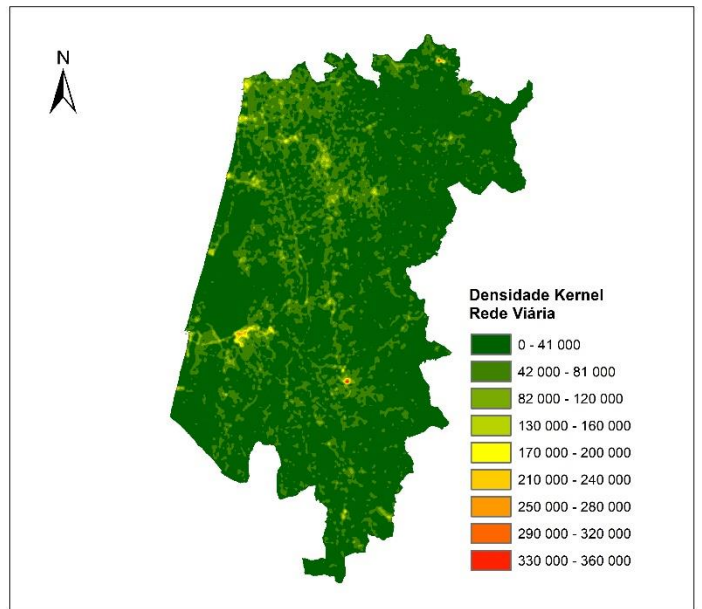 N
Densidade Kernel
Rede Viária
0 - 41 000
42 000 - 81 000
82 000 - 120 000
130 000 - 160 000
170 000 - 200 000
210 000 - 240 000
250 000 - 280 000
290 000 - 320 000
330 000 - 360 000